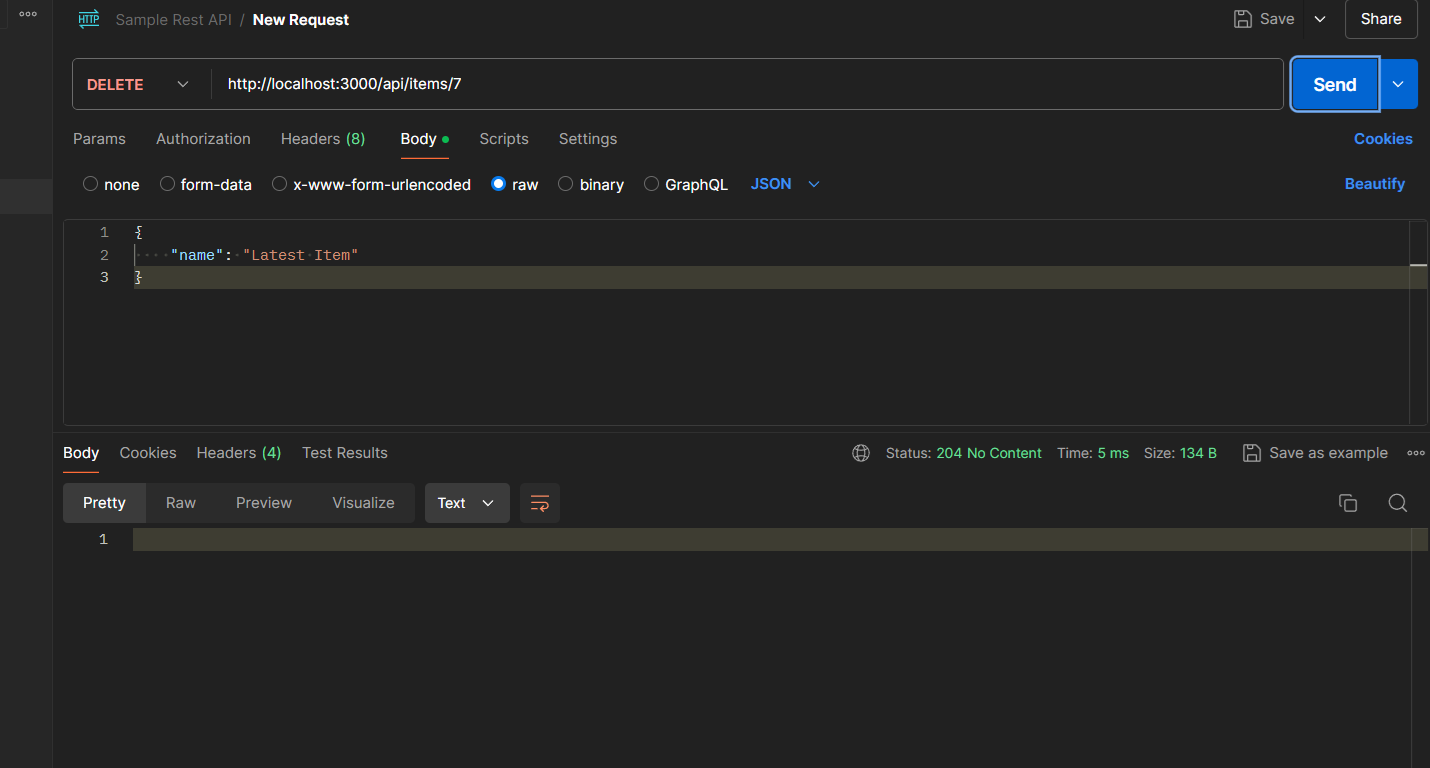 HTTP Sample Rest API / New Request Save Share
DELETE http://localhost:3000/api/items/7 Send
Params Authorization Headers (8) Body Scripts Settings Cookies
none form-data x-www-form-urlencoded raw binary GraphQL JSON Beautify
1 {
2 "name": "Latest Item"
3 }
Body Cookies Headers (4) Test Results Status: 204 No Content Time: 5 ms Size: 134 B Save as example
Pretty Raw Preview Visualize Text
1